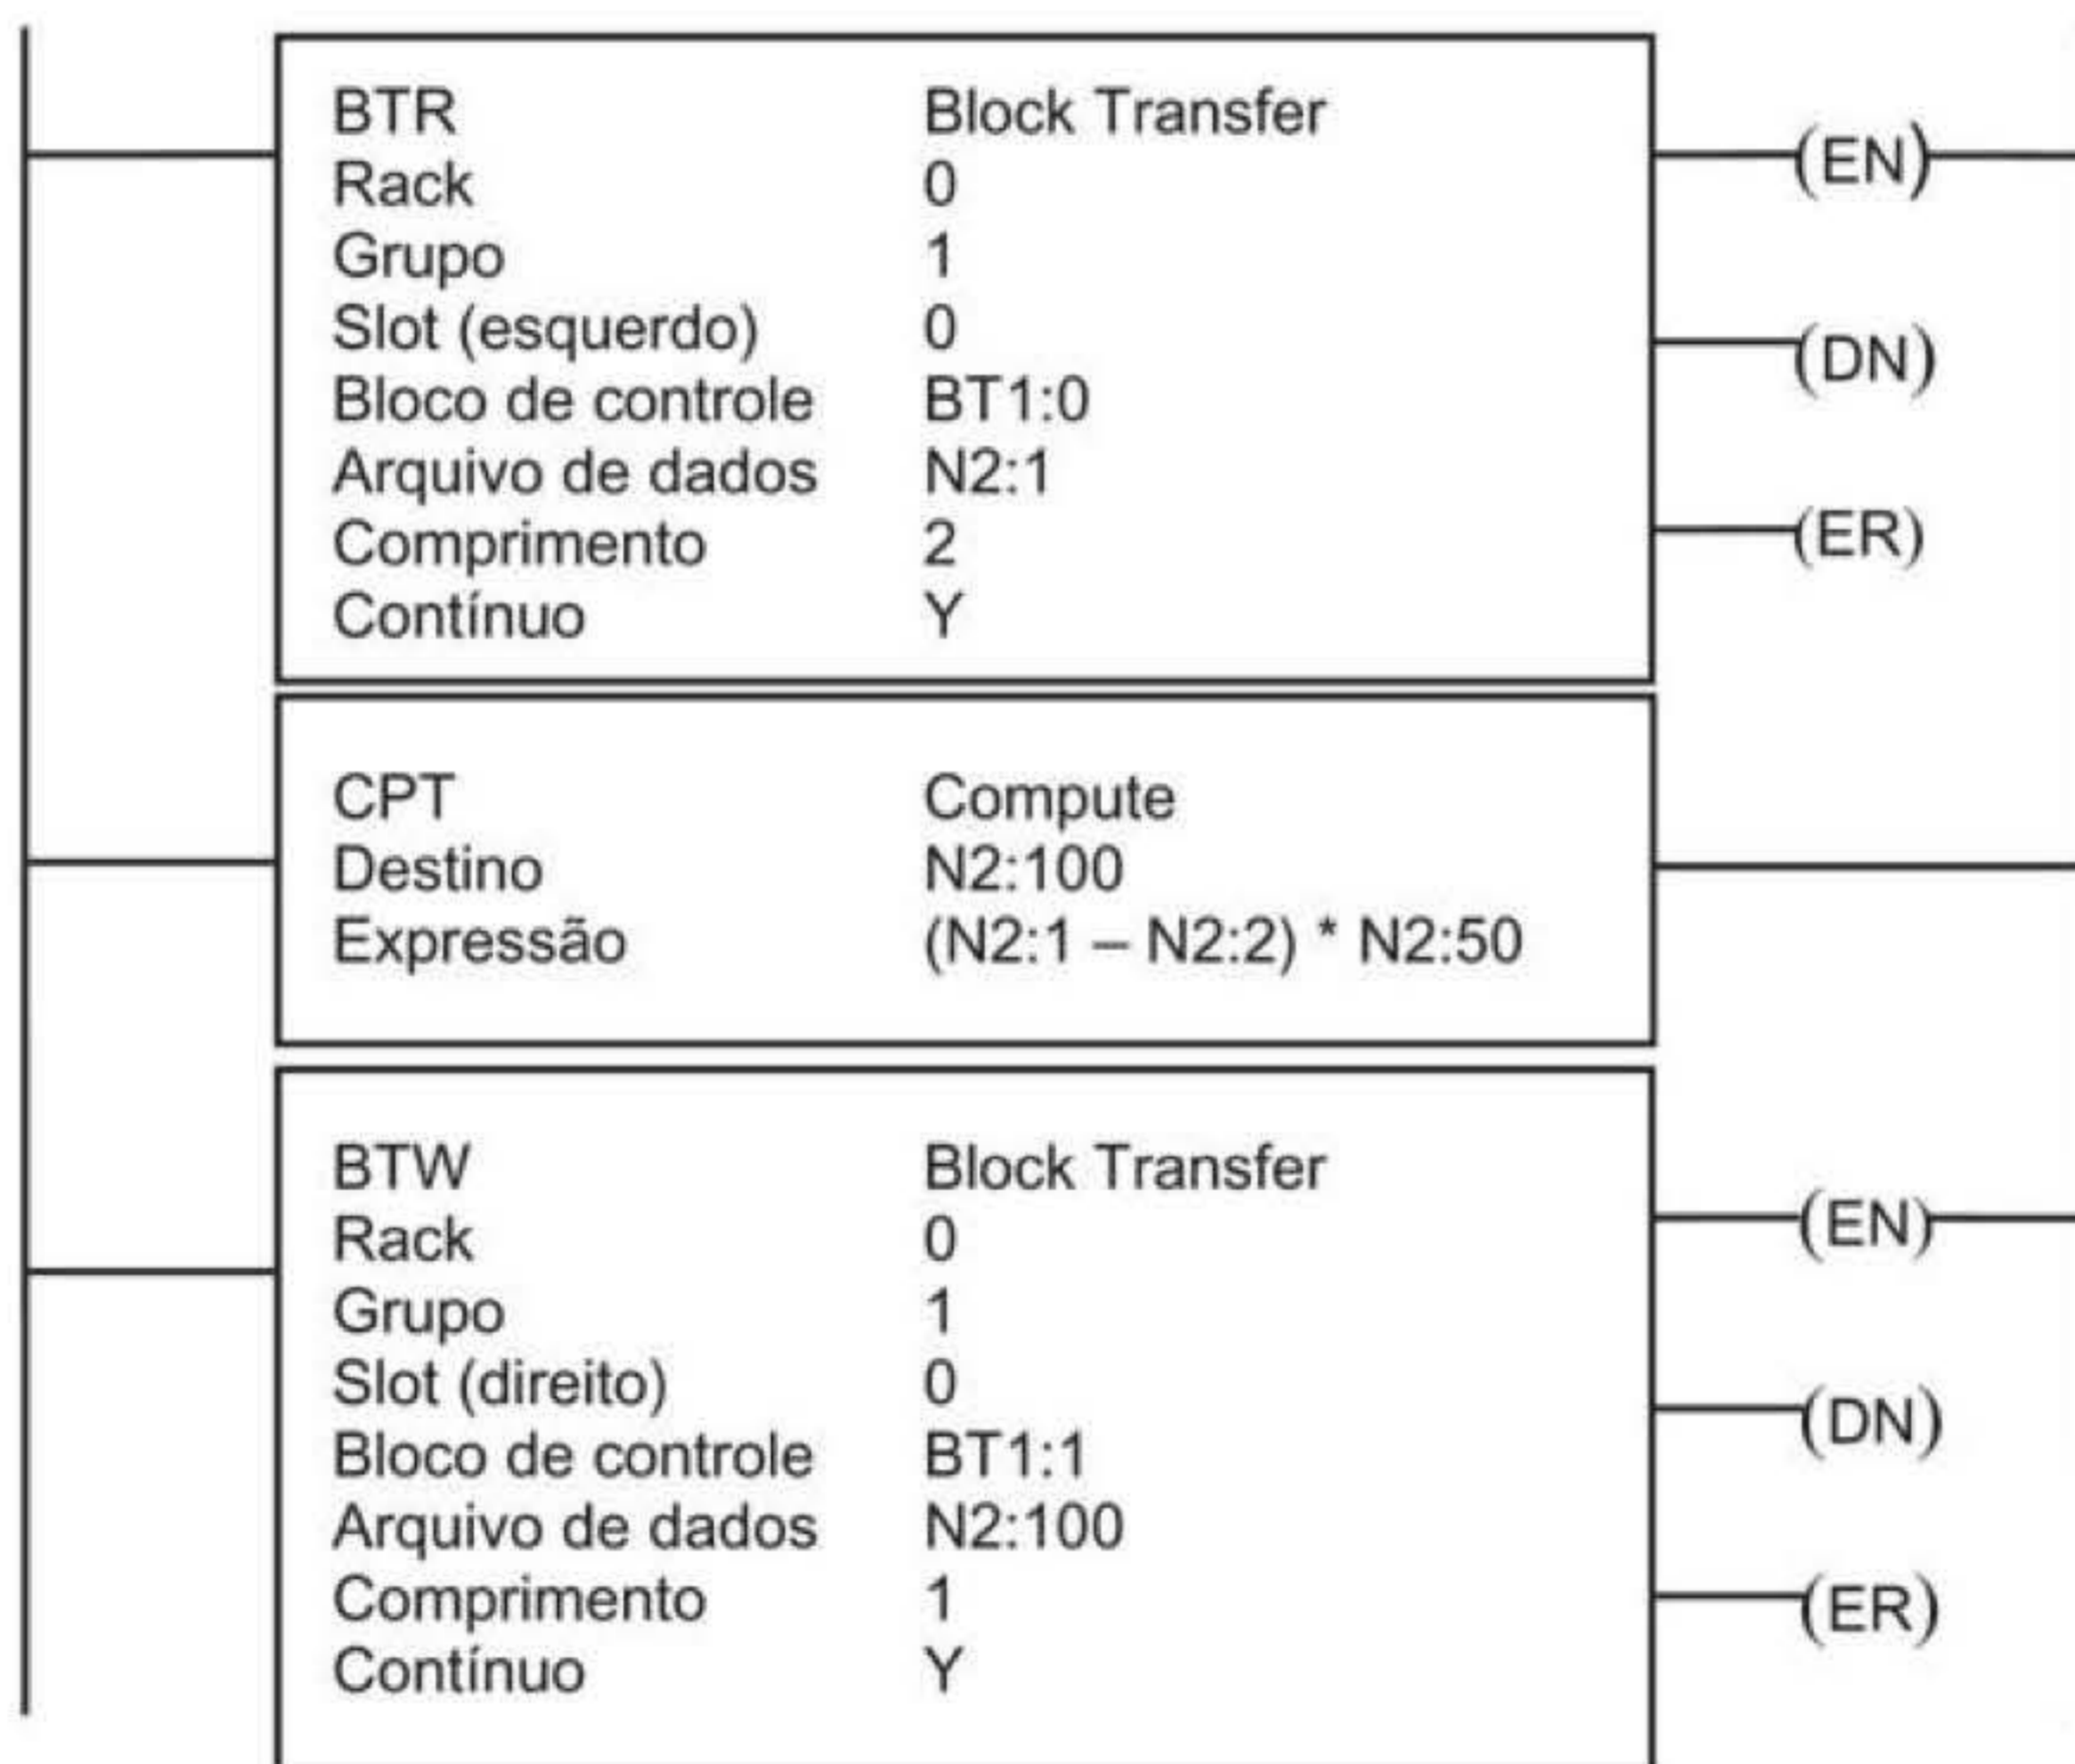 BTR Block Transfer
Rack 0
Grupo 1
Slot (esquerdo) 0
Bloco de controle BT1:0
Arquivo de dados N2:1
Comprimento 2
Contínuo Y
(EN)
(DN)
(ER)
CPT Compute
Destino N2:100
Expressão (N2:1 – N2:2) * N2:50
BTW Block Transfer
Rack 0
Grupo 1
Slot (direito) 0
Bloco de controle BT1:1
Arquivo de dados N2:100
Comprimento 1
Contínuo Y
(EN)
(DN)
(ER)